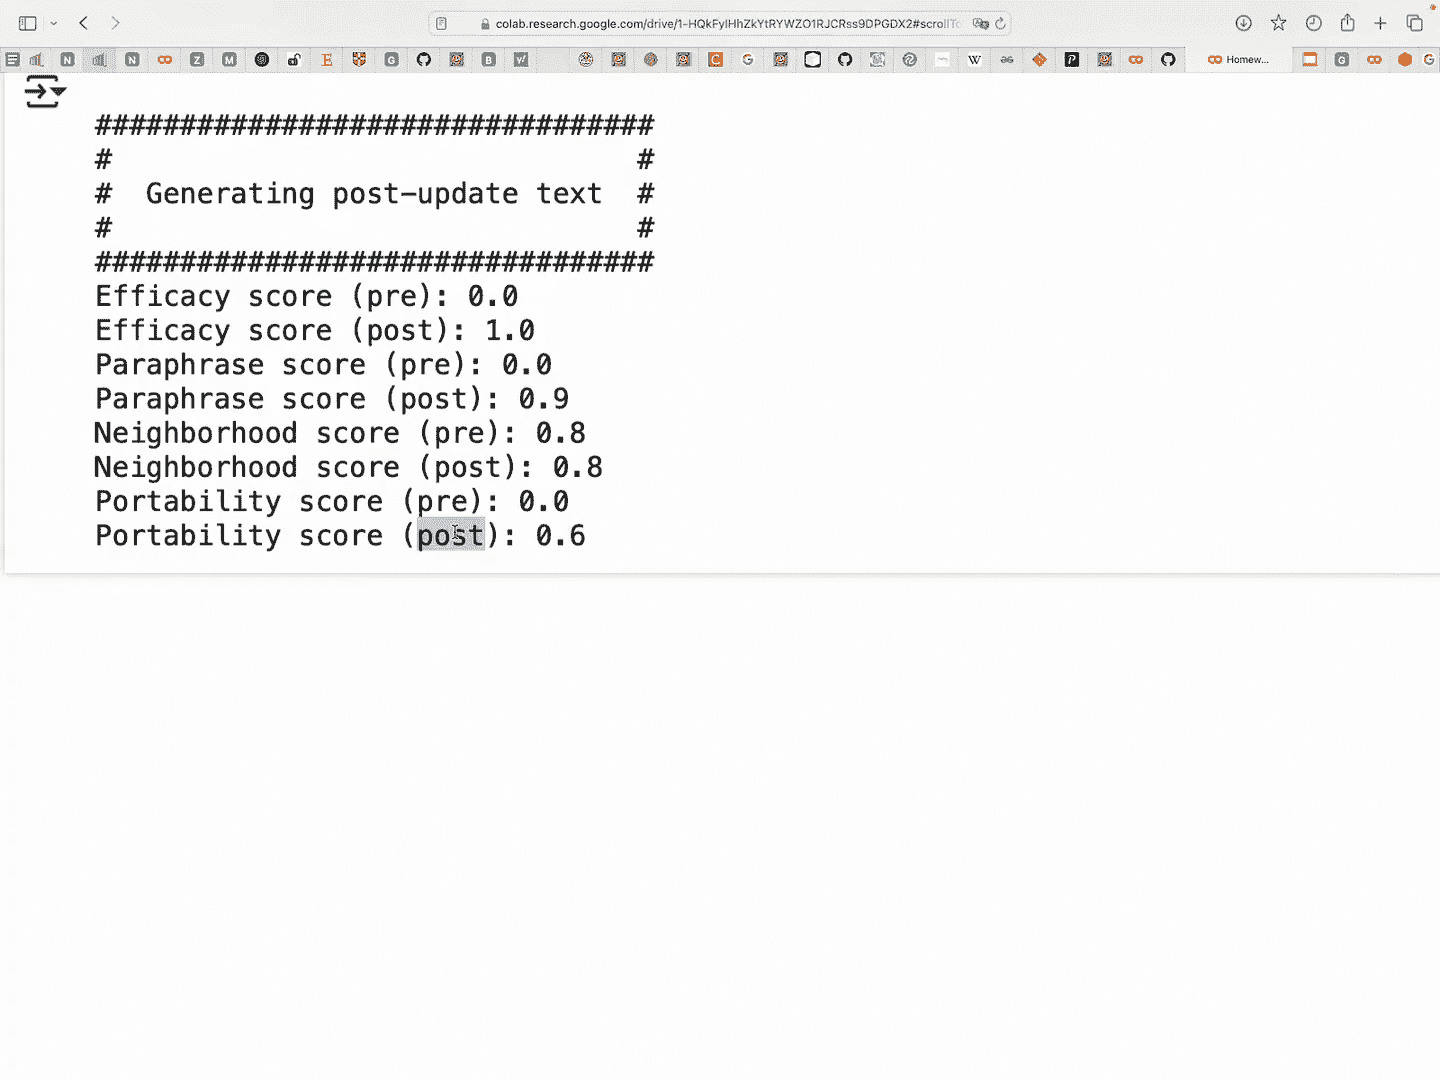 colab.research.google.com/drive/1-HQkFyIHhZkYtRYWZO1RJCRss9DPGDX2#scrollTo
Homew...
#################################
# #
# Generating post-update text #
# #
#################################
Efficacy score (pre): 0.0
Efficacy score (post): 1.0
Paraphrase score (pre): 0.0
Paraphrase score (post): 0.9
Neighborhood score (pre): 0.8
Neighborhood score (post): 0.8
Portability score (pre): 0.0
Portability score (post): 0.6